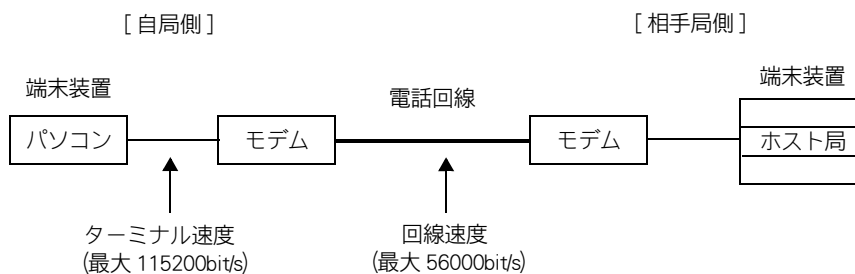 [ 自局側 ]
[ 相手局側 ]
端末装置
電話回線
端末装置
パソコン
モデム
モデム
ホスト局
ターミナル速度
(最大 115200bit/s)
回線速度
(最大 56000bit/s)